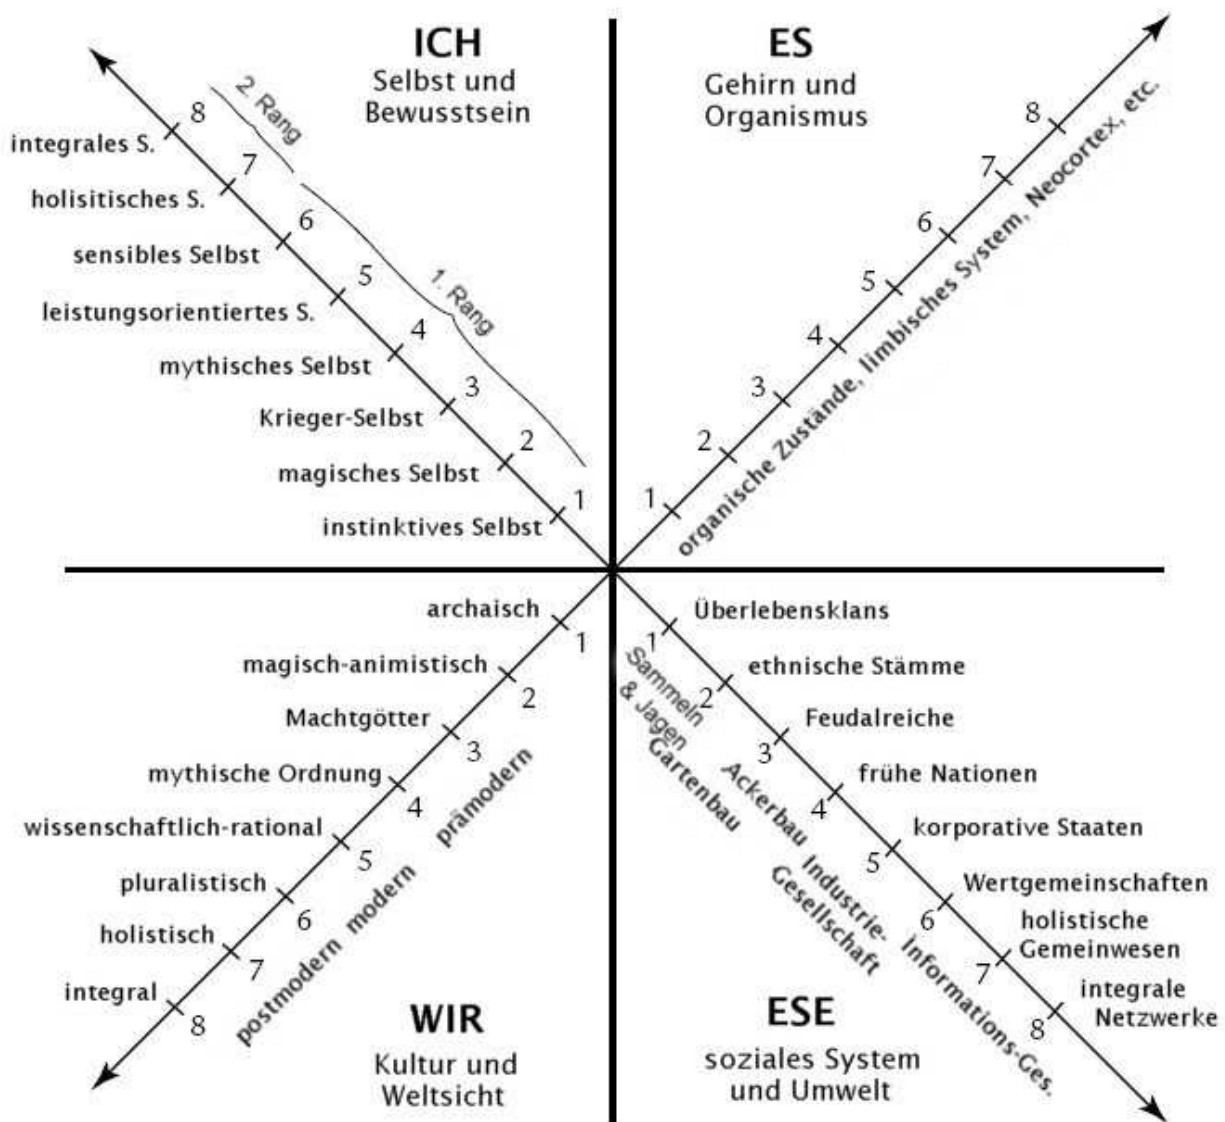 ICH
Selbst und
Bewusstsein
2. Rang
1. Rang
8
integrales S.
7
holisitisches S.
6
sensibles Selbst
5
leistungsorientiertes S.
4
mythisches Selbst
3
Krieger-Selbst
2
magisches Selbst
1
instinktives Selbst
ES
Gehirn und
Organismus
8
7
6
5
4
3
2
1
organische Zustände, limbisches System, Neocortex, etc.
archaisch
1
magisch-animistisch
2
Machtgötter
3
mythische Ordnung
4
wissenschaftlich-rational
5
pluralistisch
6
holistisch
7
integral
8
prämodern
modern
postmodern
WIR
Kultur und
Weltsicht
Überlebensklans
1
ethnische Stämme
2
Feudalreiche
3
frühe Nationen
4
korporative Staaten
5
Wertgemeinschaften
6
holistische
Gemeinwesen
7
integrale
Netzwerke
8
Sammeln
& Jagen
Gartenbau
Ackerbau
Industrie-
Gesellschaft
Informations-Ges.
ESE
soziales System
und Umwelt